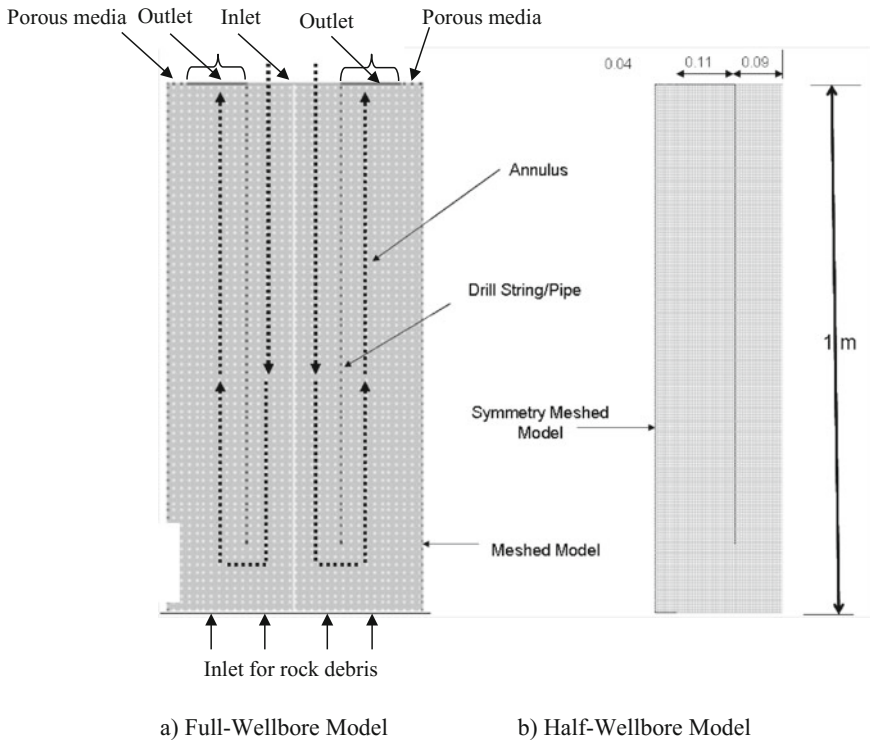 Porous media Outlet Inlet Outlet Porous media
0.04 0.11 0.09
Annulus
Drill String/Pipe
1 m
Symmetry Meshed
Model
Meshed Model
Inlet for rock debris
a) Full-Wellbore Model b) Half-Wellbore Model